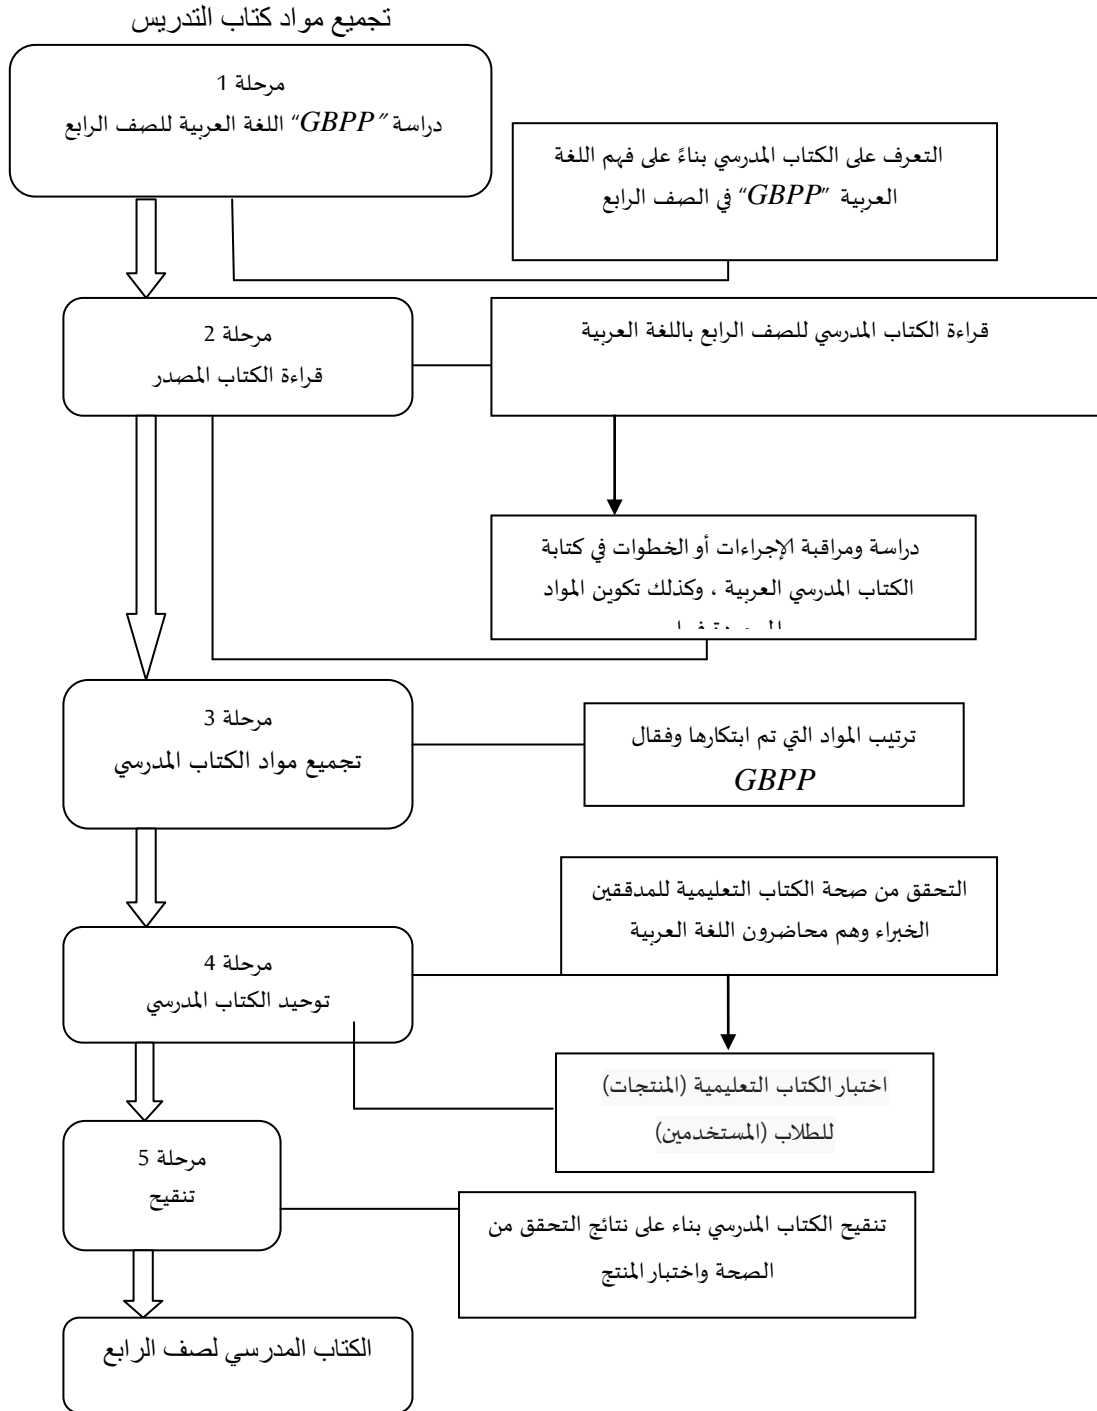 تجميع مواد كتاب التدريس
مرحلة 1
دراسة "GBPP" اللغة العربية للصف الرابع
التعرف على الكتاب المدرسي بناءً على فهم اللغة
العربية "GBPP" في الصف الرابع
مرحلة 2
قراءة الكتاب المصدر
قراءة الكتاب المدرسي للصف الرابع باللغة العربية
دراسة ومراقبة الإجراءات أو الخطوات في كتابة
الكتاب المدرسي العربية ، وكذلك تكوين المواد
مرحلة 3
تجميع مواد الكتاب المدرسي
ترتيب المواد التي تم ابتكارها وفقال
GBPP
مرحلة 4
توحيد الكتاب المدرسي
التحقق من صحة الكتاب التعليمية للمدققين
الخبراء وهم محاضرون اللغة العربية
اختبار الكتاب التعليمية (المنتجات)
للطلاب (المستخدمين)
مرحلة 5
تنقيح
تنقيح الكتاب المدرسي بناء على نتائج التحقق من
الصحة واختبار المنتج
الكتاب المدرسي لصف الرابع